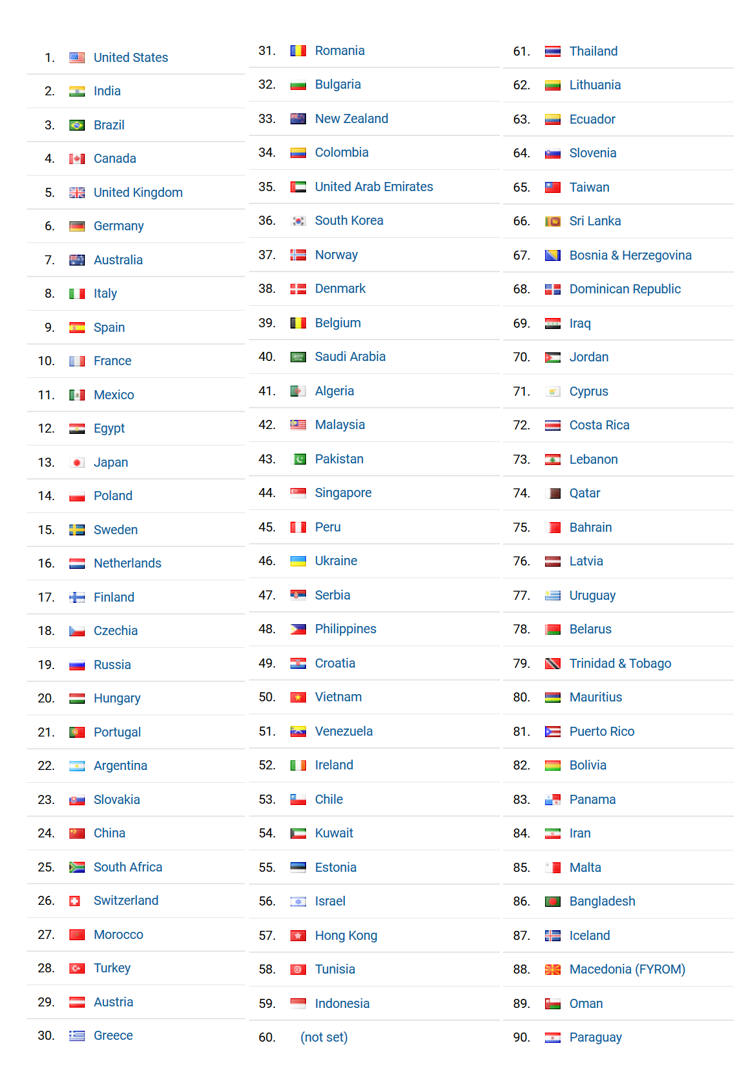 1. United States
2. India
3. Brazil
4. Canada
5. United Kingdom
6. Germany
7. Australia
8. Italy
9. Spain
10. France
11. Mexico
12. Egypt
13. Japan
14. Poland
15. Sweden
16. Netherlands
17. Finland
18. Czechia
19. Russia
20. Hungary
21. Portugal
22. Argentina
23. Slovakia
24. China
25. South Africa
26. Switzerland
27. Morocco
28. Turkey
29. Austria
30. Greece
31. Romania
32. Bulgaria
33. New Zealand
34. Colombia
35. United Arab Emirates
36. South Korea
37. Norway
38. Denmark
39. Belgium
40. Saudi Arabia
41. Algeria
42. Malaysia
43. Pakistan
44. Singapore
45. Peru
46. Ukraine
47. Serbia
48. Philippines
49. Croatia
50. Vietnam
51. Venezuela
52. Ireland
53. Chile
54. Kuwait
55. Estonia
56. Israel
57. Hong Kong
58. Tunisia
59. Indonesia
60. (not set)
61. Thailand
62. Lithuania
63. Ecuador
64. Slovenia
65. Taiwan
66. Sri Lanka
67. Bosnia & Herzegovina
68. Dominican Republic
69. Iraq
70. Jordan
71. Cyprus
72. Costa Rica
73. Lebanon
74. Qatar
75. Bahrain
76. Latvia
77. Uruguay
78. Belarus
79. Trinidad & Tobago
80. Mauritius
81. Puerto Rico
82. Bolivia
83. Panama
84. Iran
85. Malta
86. Bangladesh
87. Iceland
88. Macedonia (FYROM)
89. Oman
90. Paraguay